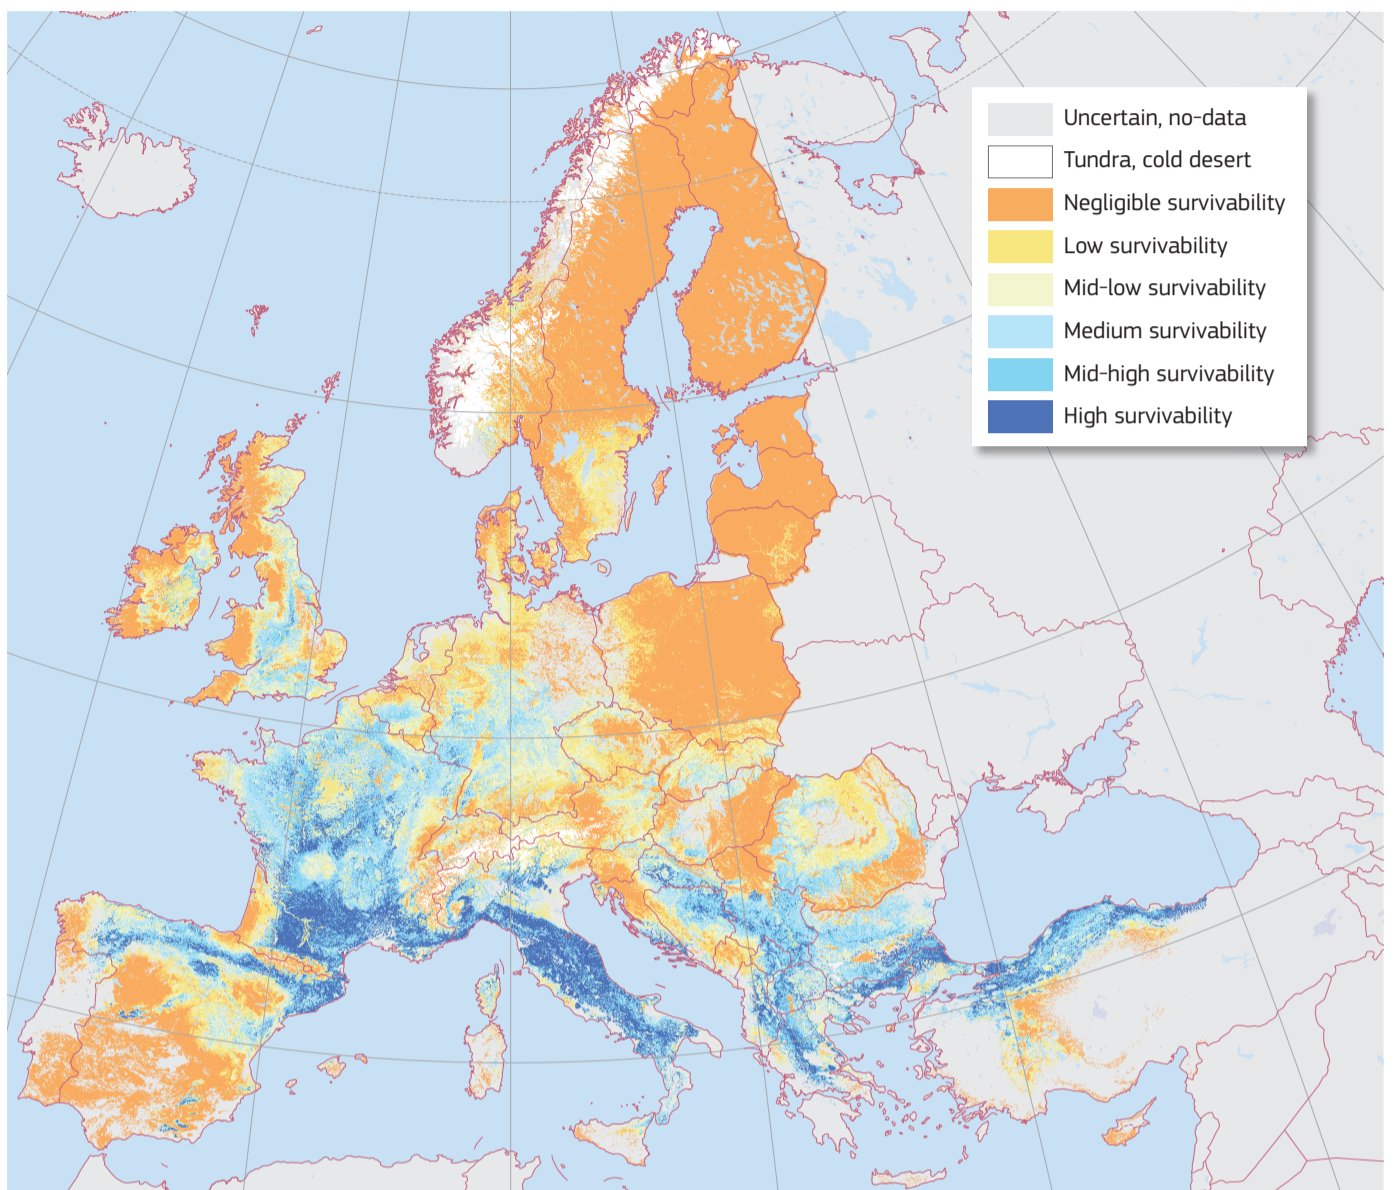 Uncertain, no-data
Tundra, cold desert
Negligible survivability
Low survivability
Mid-low survivability
Medium survivability
Mid-high survivability
High survivability